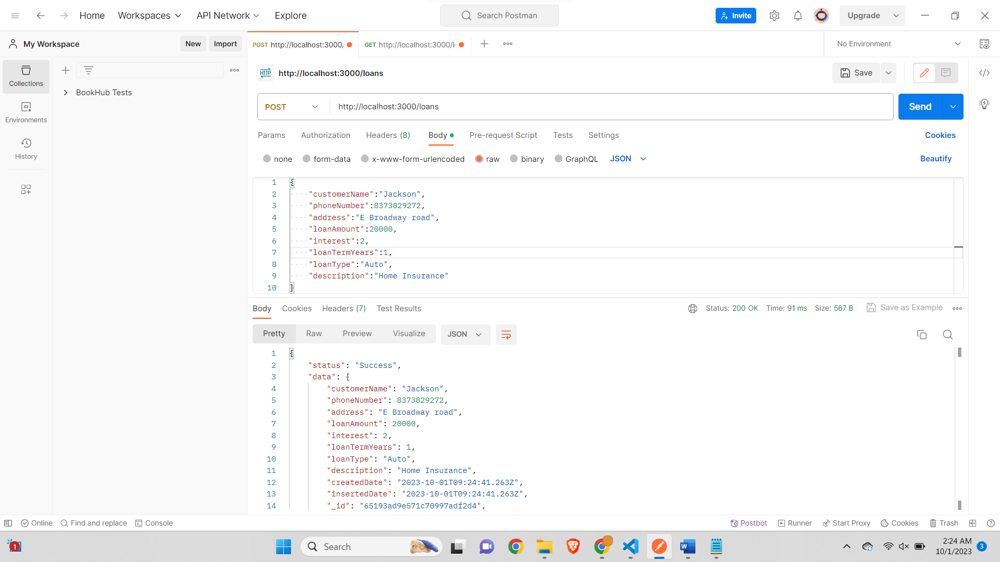 Home Workspaces API Network Explore Search Postman Invite Upgrade
My Workspace New Import POST http://localhost:3000/ GET http://localhost:3000/l No Environment
Collections
Environments
History
BookHub Tests
HTTP http://localhost:3000/loans Save
POST http://localhost:3000/loans Send
Params Authorization Headers (8) Body Pre-request Script Tests Settings Cookies
none form-data x-www-form-urlencoded raw binary GraphQL JSON Beautify
1 {
2 "customerName":"Jackson",
3 "phoneNumber":8373829272,
4 "address":"E Broadway road",
5 "loanAmount":20000,
6 "interest":2,
7 "loanTermYears":1,
8 "loanType":"Auto",
9 "description":"Home Insurance"
10 }
Body Cookies Headers (7) Test Results Status: 200 OK Time: 91 ms Size: 567 B Save as Example
Pretty Raw Preview Visualize JSON
1 {
2 "status": "Success",
3 "data": {
4 "customerName": "Jackson",
5 "phoneNumber": 8373829272,
6 "address": "E Broadway road",
7 "loanAmount": 20000,
8 "interest": 2,
9 "loanTermYears": 1,
10 "loanType": "Auto",
11 "description": "Home Insurance",
12 "createdDate": "2023-10-01T09:24:41.263Z",
13 "insertedDate": "2023-10-01T09:24:41.263Z",
14 "_id": "65193ad9e571c70997adf2d4",
Online Find and replace Console Postbot Runner Start Proxy Cookies Trash
1 Search W 2:24 AM 3
10/1/2023